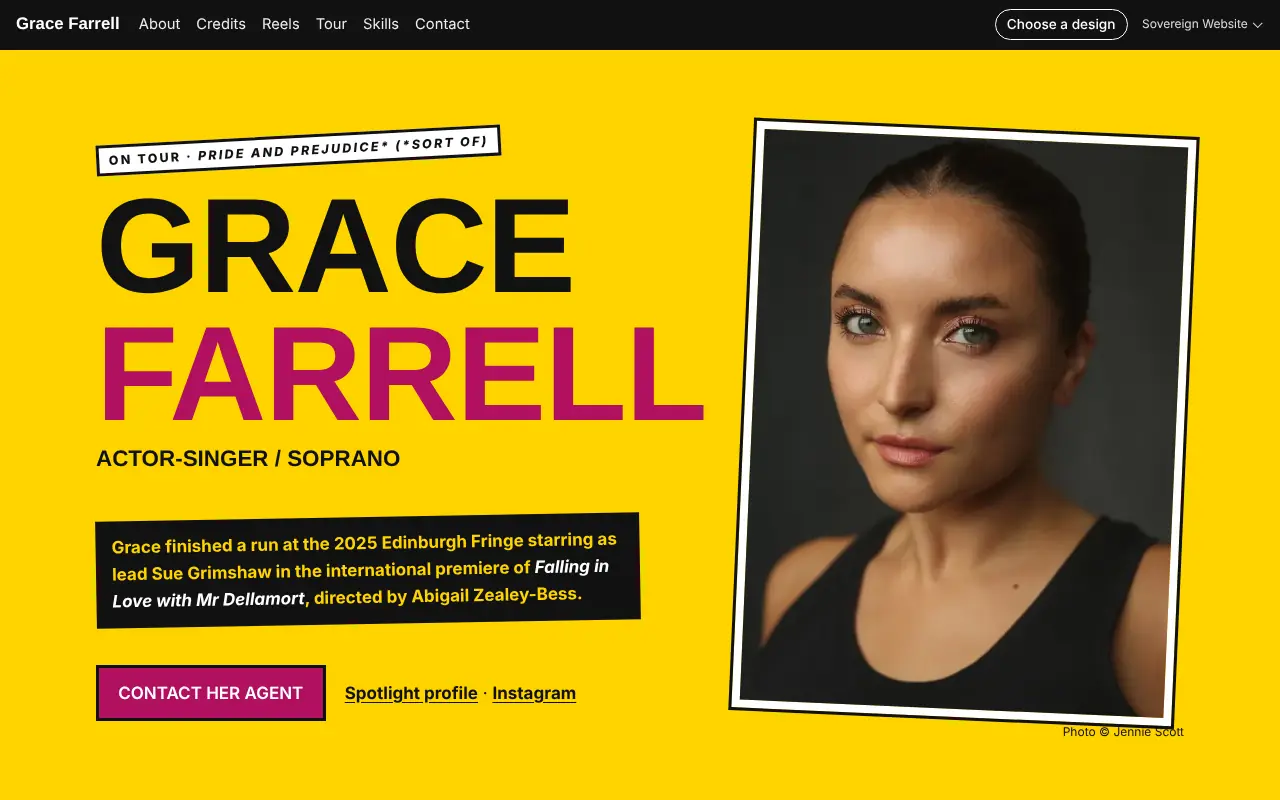 Grace Farrell About Credits Reels Tour Skills Contact Choose a design Sovereign Website
ON TOUR · PRIDE AND PREJUDICE* (*SORT OF)
GRACE
FARRELL
ACTOR-SINGER / SOPRANO
Grace finished a run at the 2025 Edinburgh Fringe starring as
lead Sue Grimshaw in the international premiere of Falling in
Love with Mr Dellamort, directed by Abigail Zealey-Bess.
CONTACT HER AGENT Spotlight profile · Instagram
Photo © Jennie Scott